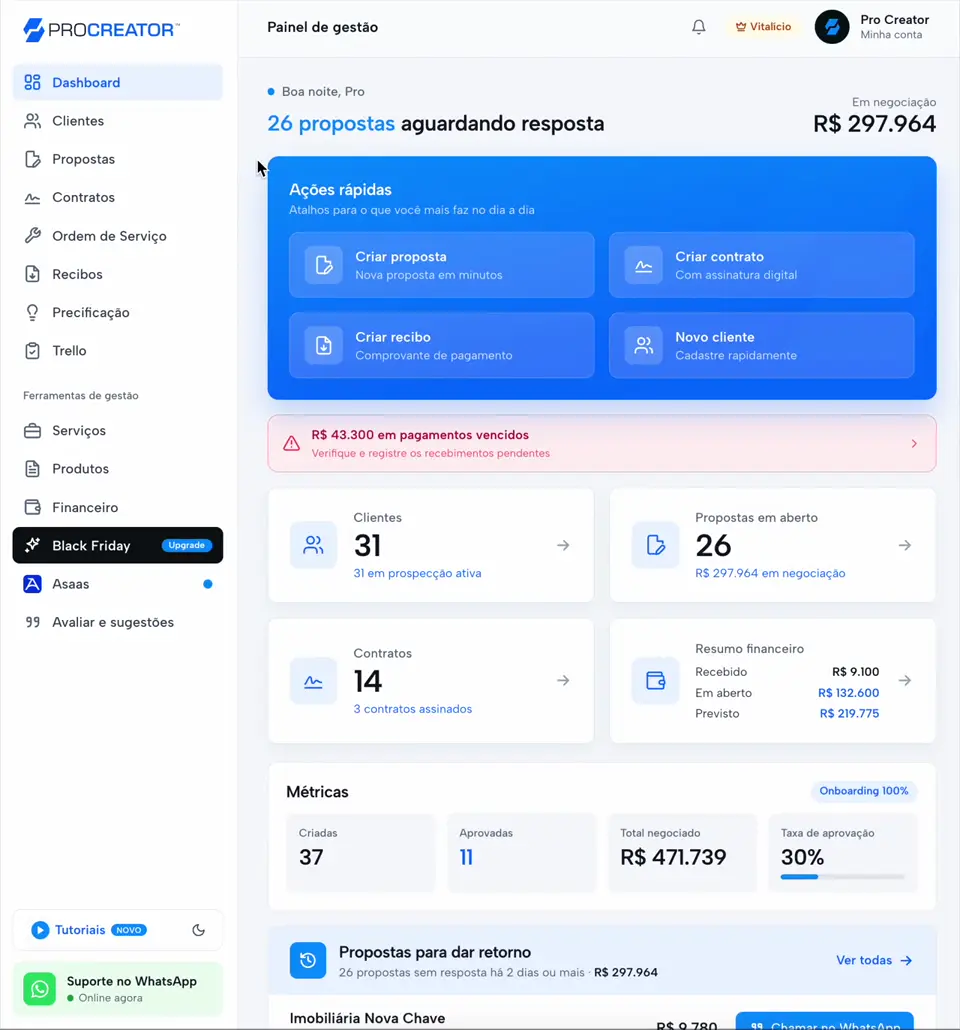 PROCREATOR™
Painel de gestão
Vitalício
Pro Creator
Minha conta
Dashboard
Clientes
Propostas
Contratos
Ordem de Serviço
Recibos
Precificação
Trello
Ferramentas de gestão
Serviços
Produtos
Financeiro
Black Friday
Upgrade
Asaas
Avaliar e sugestões
Tutoriais
NOVO
Suporte no WhatsApp
Online agora
Boa noite, Pro
26 propostas aguardando resposta
Em negociação
R$ 297.964
Ações rápidas
Atalhos para o que você mais faz no dia a dia
Criar proposta
Nova proposta em minutos
Criar contrato
Com assinatura digital
Criar recibo
Comprovante de pagamento
Novo cliente
Cadastre rapidamente
R$ 43.300 em pagamentos vencidos
Verifique e registre os recebimentos pendentes
Clientes
31
31 em prospecção ativa
Propostas em aberto
26
R$ 297.964 em negociação
Contratos
14
3 contratos assinados
Resumo financeiro
Recebido R$ 9.100
Em aberto R$ 132.600
Previsto R$ 219.775
Métricas
Onboarding 100%
Criadas
37
Aprovadas
11
Total negociado
R$ 471.739
Taxa de aprovação
30%
Propostas para dar retorno
26 propostas sem resposta há 2 dias ou mais · R$ 297.964
Ver todas
Imobiliária Nova Chave
R$ 9.780
Chamar no WhatsApp